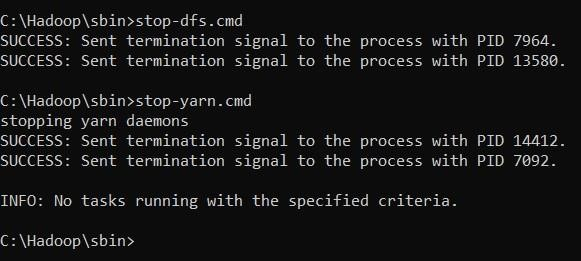 C:\Hadoop\sbin>stop-dfs.cmd
SUCCESS: Sent termination signal to the process with PID 7964.
SUCCESS: Sent termination signal to the process with PID 13580.
C:\Hadoop\sbin>stop-yarn.cmd
stopping yarn daemons
SUCCESS: Sent termination signal to the process with PID 14412.
SUCCESS: Sent termination signal to the process with PID 7092.
INFO: No tasks running with the specified criteria.
C:\Hadoop\sbin>